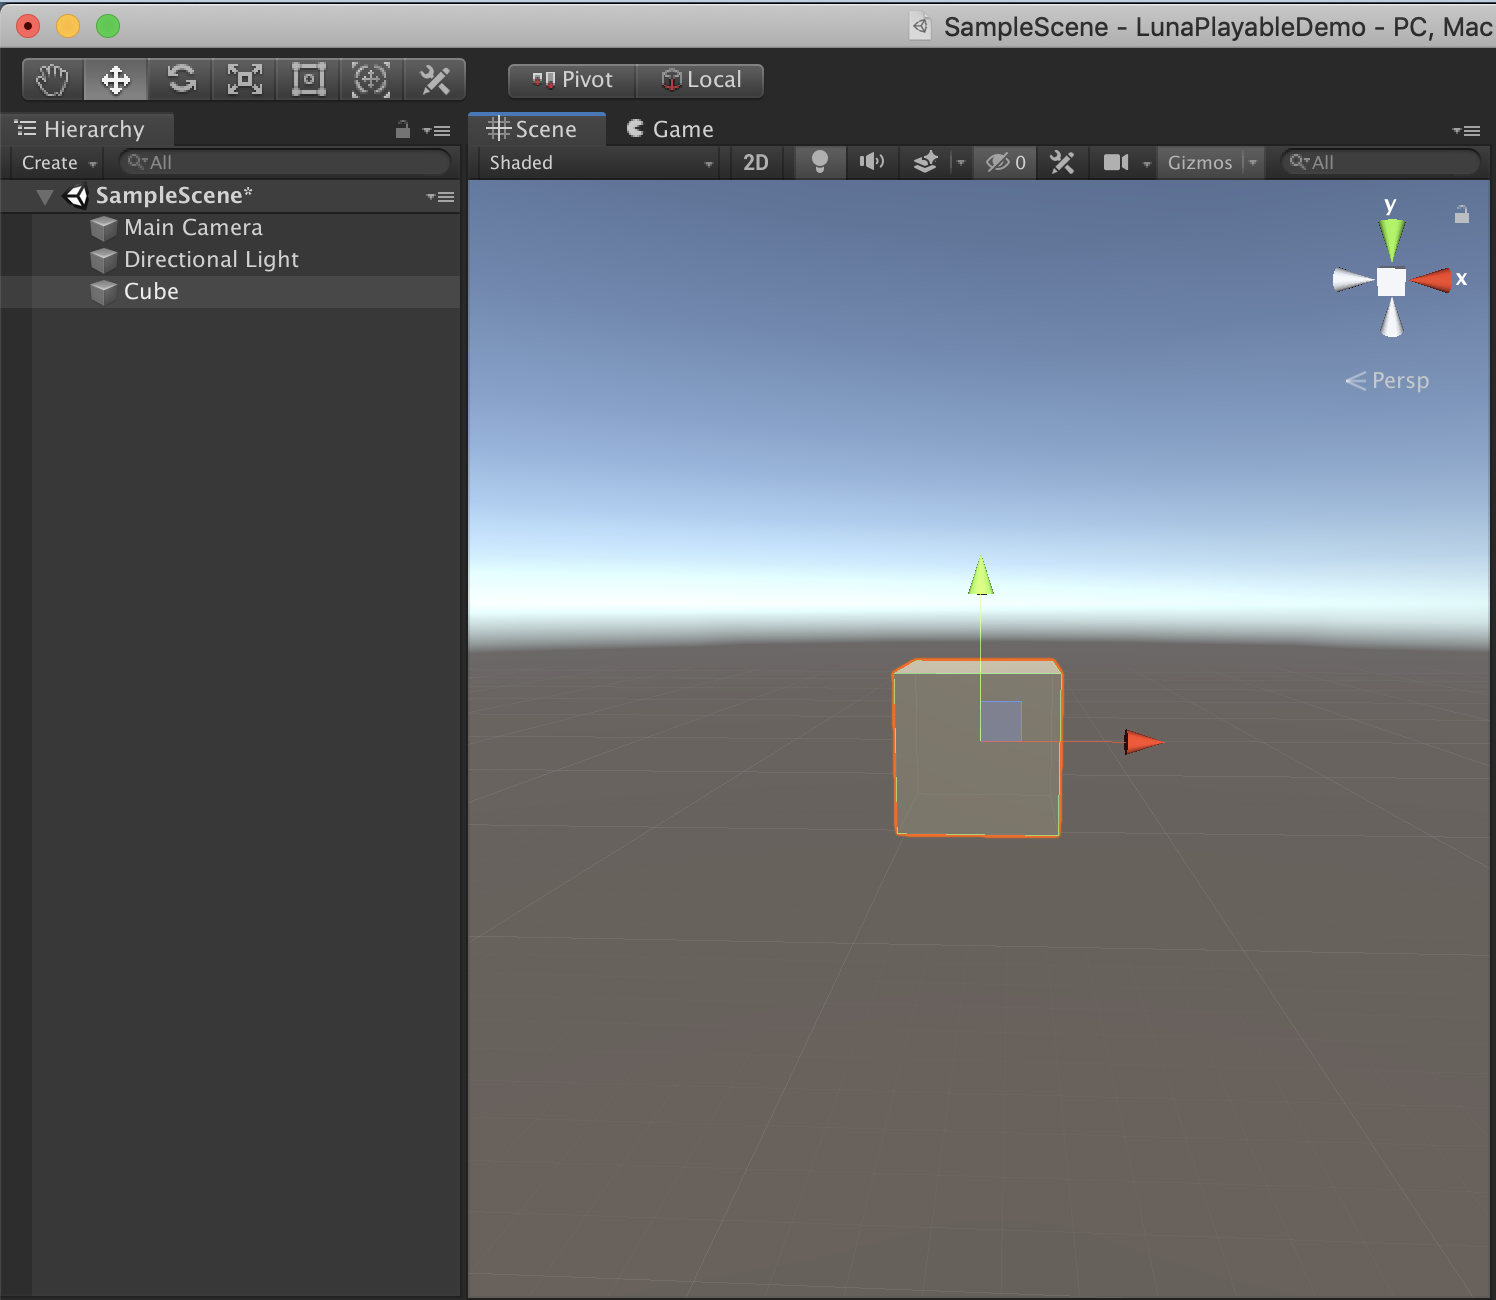 SampleScene - LunaPlayableDemo - PC, Mac
Pivot
Local
Hierarchy
Scene
Game
Create
All
Shaded
2D
0
Gizmos
All
SampleScene*
Main Camera
Directional Light
Cube
y
x
Persp